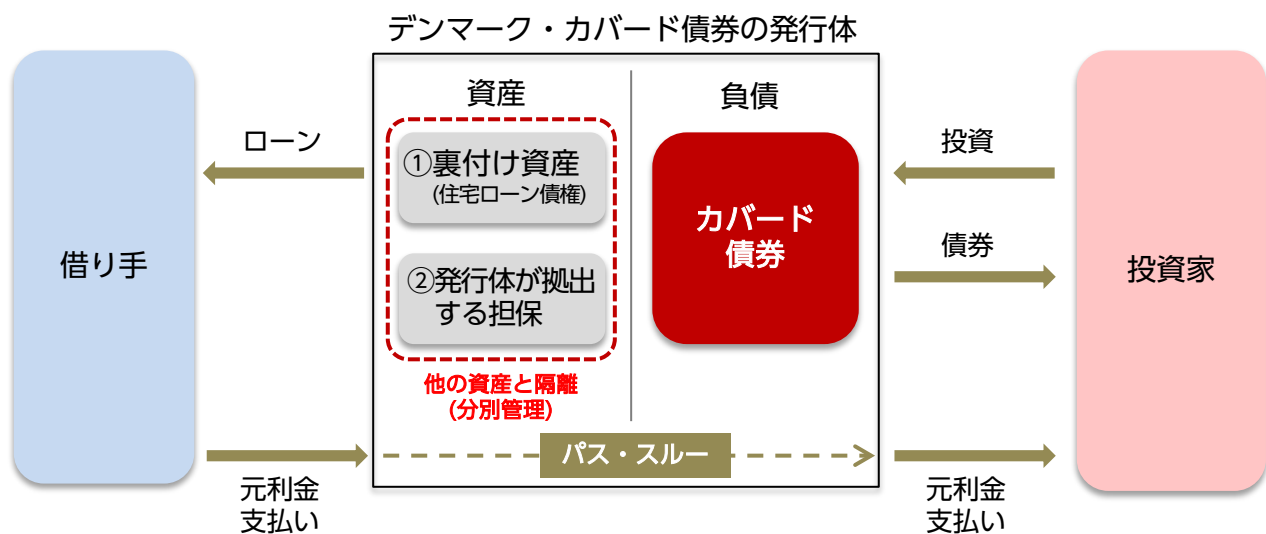 デンマーク・カバード債券の発行体
借り手
ローン
資産
①裏付け資産
(住宅ローン債権)
②発行体が拠出
する担保
他の資産と隔離
(分別管理)
負債
カバード
債券
投資
債券
投資家
元利金
支払い
パス・スルー
元利金
支払い